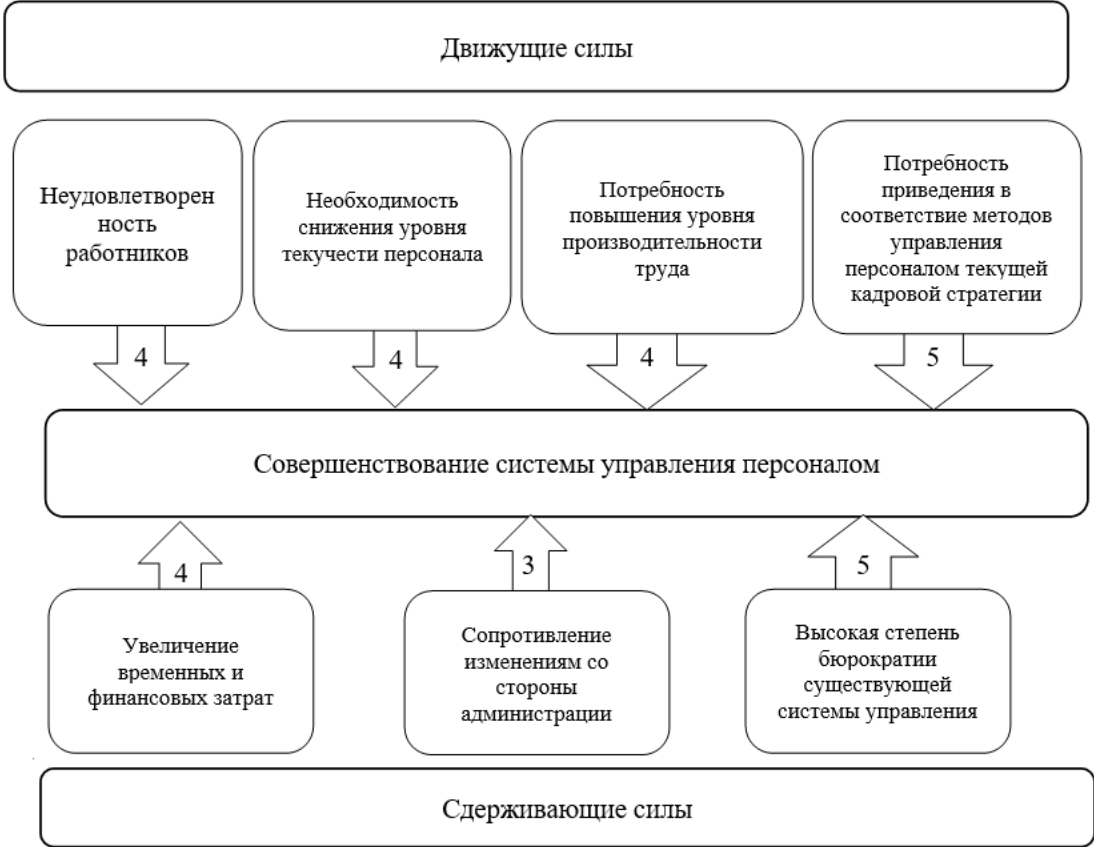 Движущие силы
Неудовлетворен
ность
работников
Необходимость
снижения уровня
текучести персонала
Потребность
повышения уровня
производительности
труда
Потребность
приведения в
соответствие методов
управления
персоналом текущей
кадровой стратегии
4
4
4
5
Совершенствование системы управления персоналом
4
3
5
Увеличение
временных и
финансовых затрат
Сопротивление
изменениям со
стороны
администрации
Высокая степень
бюрократии
существующей
системы управления
Сдерживающие силы